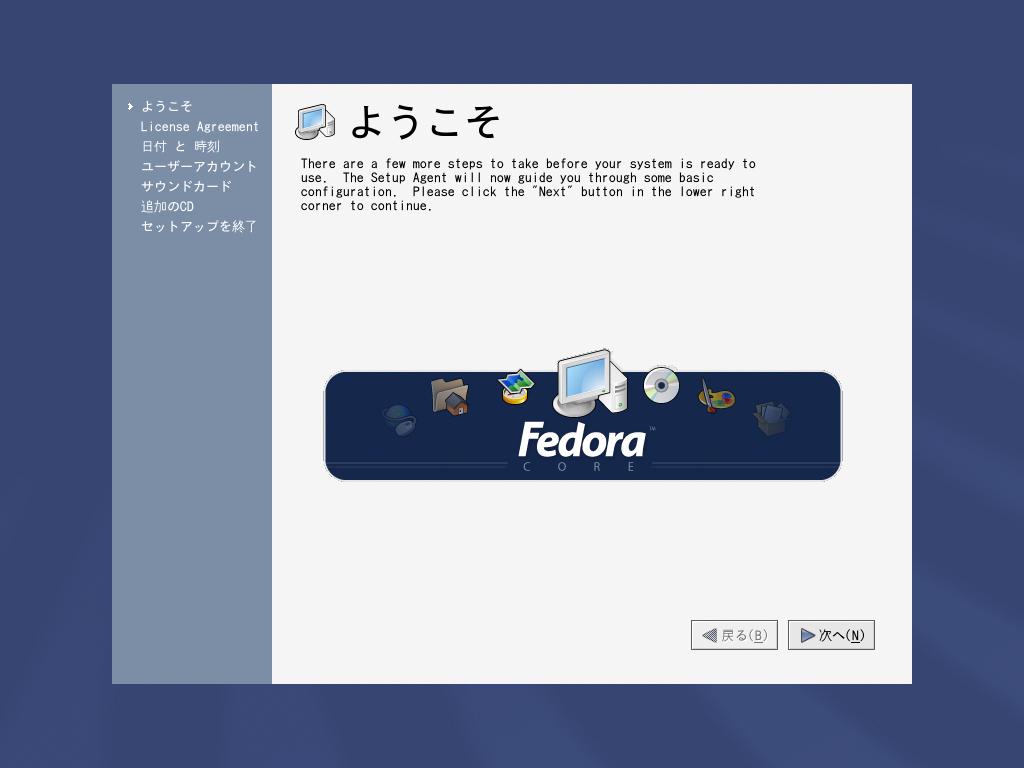 ようこそ
License Agreement
日付 と 時刻
ユーザーアカウント
サウンドカード
追加のCD
セットアップを終了
ようこそ
There are a few more steps to take before your system is ready to
use.  The Setup Agent will now guide you through some basic
configuration.  Please click the "Next" button in the lower right
corner to continue.
Fedora™
CORE
戻る(B)
次へ(N)